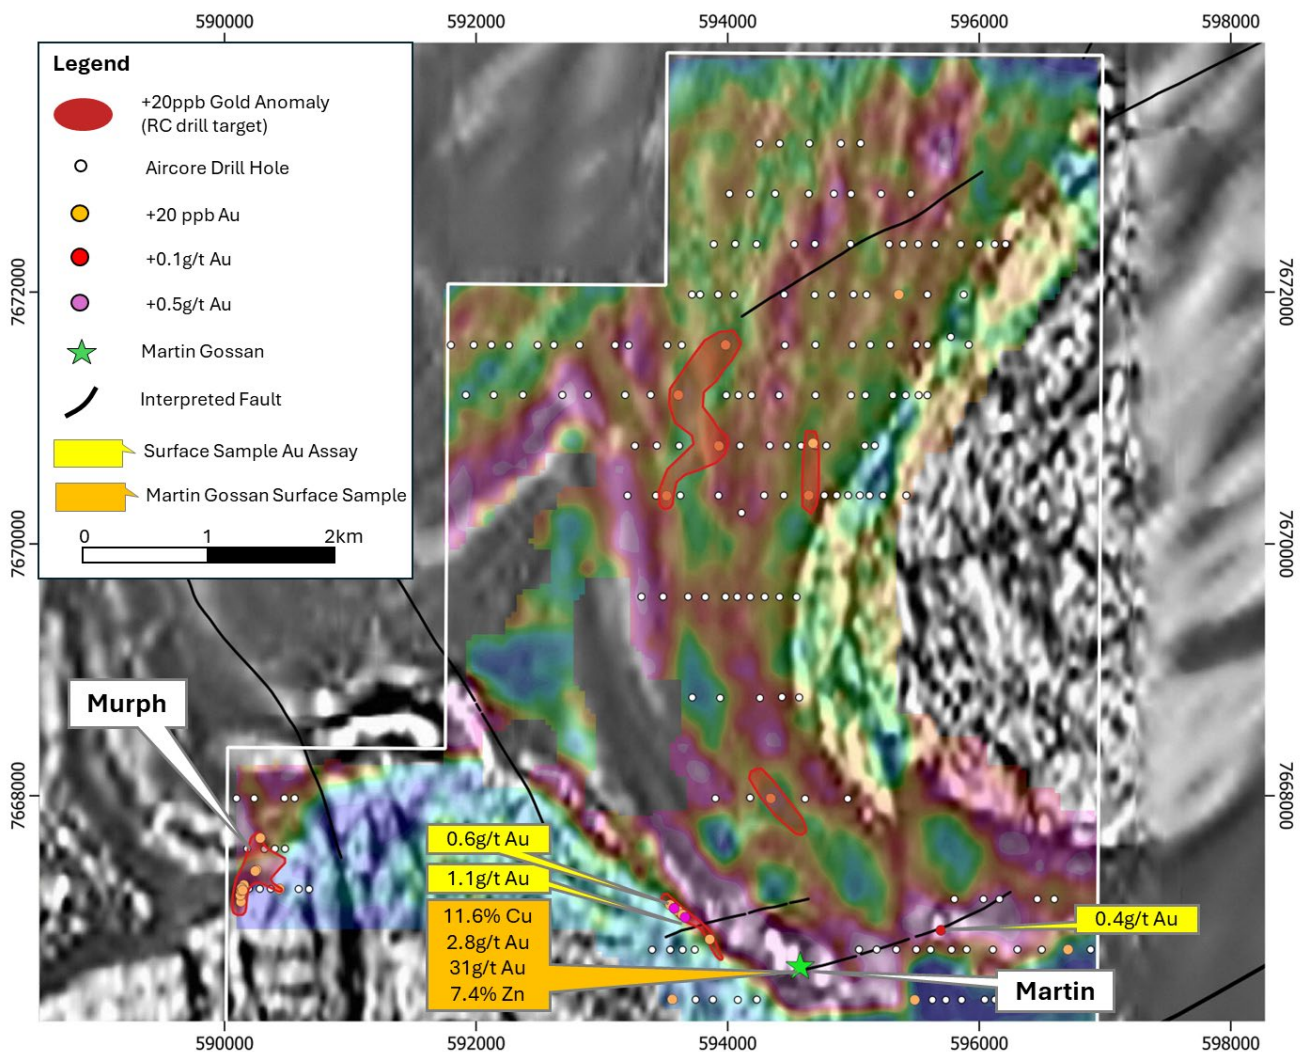 590000
592000
594000
596000
598000
Legend
+20ppb Gold Anomaly
(RC drill target)
Aircore Drill Hole
+20 ppb Au
+0.1g/t Au
+0.5g/t Au
Martin Gossan
Interpreted Fault
Surface Sample Au Assay
Martin Gossan Surface Sample
0
1
2km
7672000
7672000
7670000
7670000
7668000
7668000
Murph
0.6g/t Au
1.1g/t Au
11.6% Cu
2.8g/t Au
31g/t Au
7.4% Zn
0.4g/t Au
Martin
590000
592000
594000
596000
598000